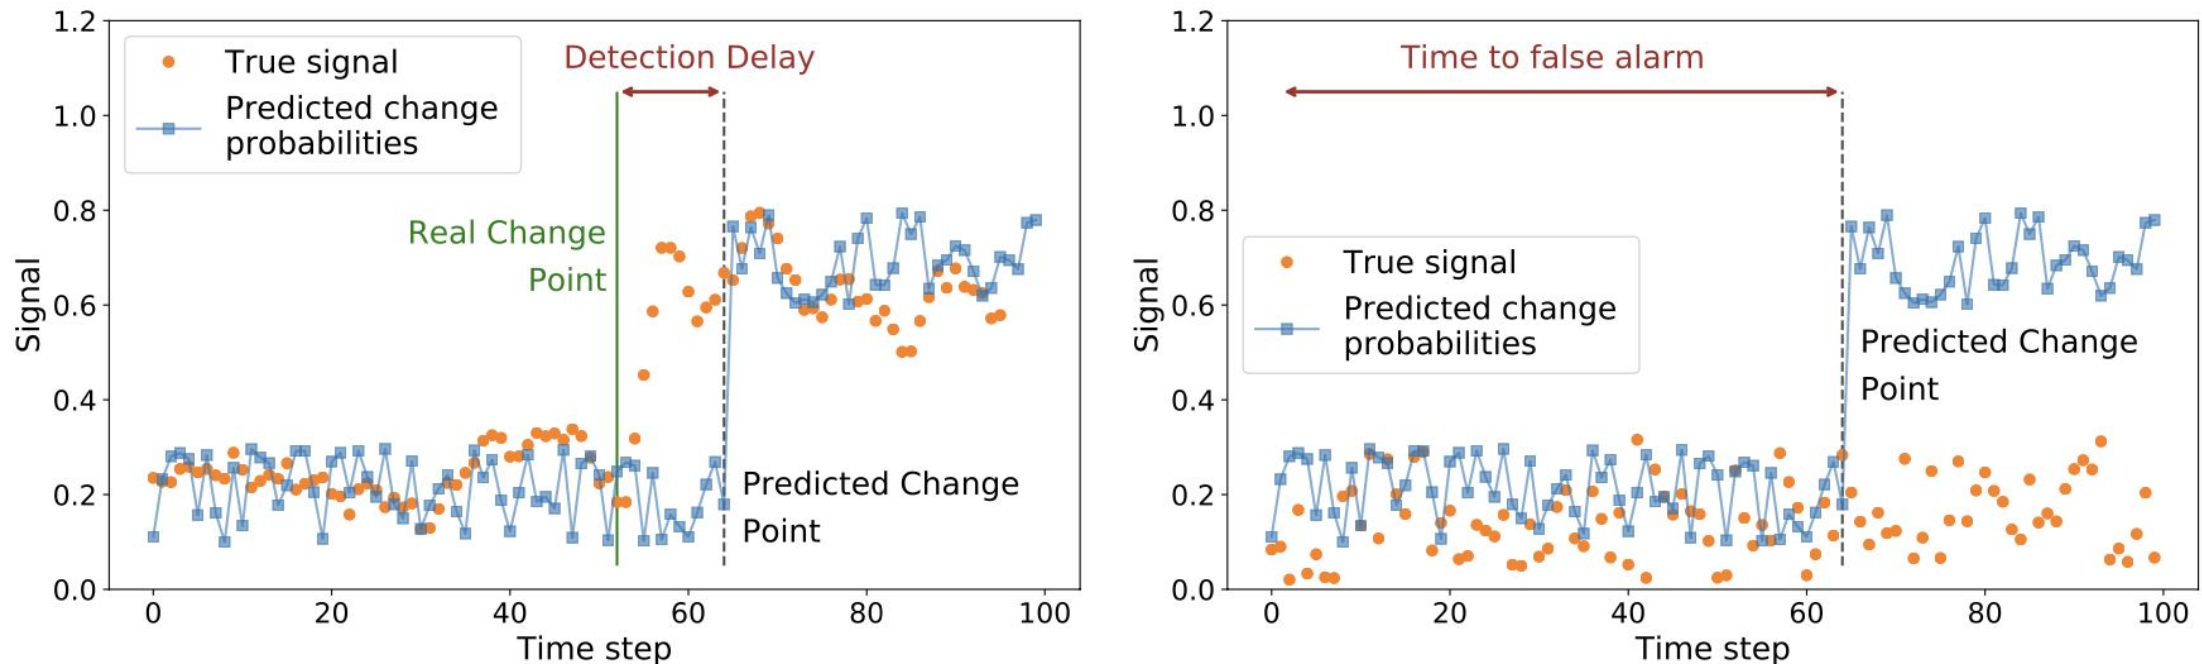 1.2
Detection Delay
True signal
Predicted change
probabilities
1.0
0.8
Real Change
Point
0.6
0.4
Predicted Change
Point
0.2
0.0
Signal
0 20 40 60 80 100
Time step
1.2
Time to false alarm
1.0
0.8
True signal
Predicted change
probabilities
0.6
Predicted Change
Point
0.4
0.2
0.0
Signal
0 20 40 60 80 100
Time step